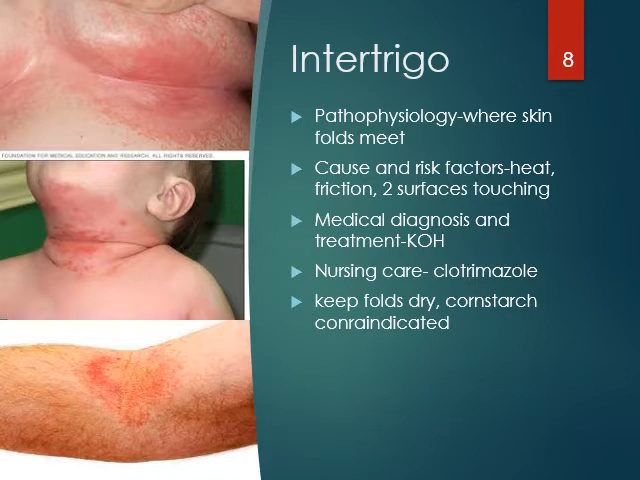 Intertrigo
8
Pathophysiology-where skin
folds meet
Cause and risk factors-heat,
friction, 2 surfaces touching
Medical diagnosis and
treatment-KOH
Nursing care- clotrimazole
keep folds dry, cornstarch
conraindicated
FOUNDATION FOR MEDICAL EDUCATION AND RESEARCH. ALL RIGHTS RESERVED.